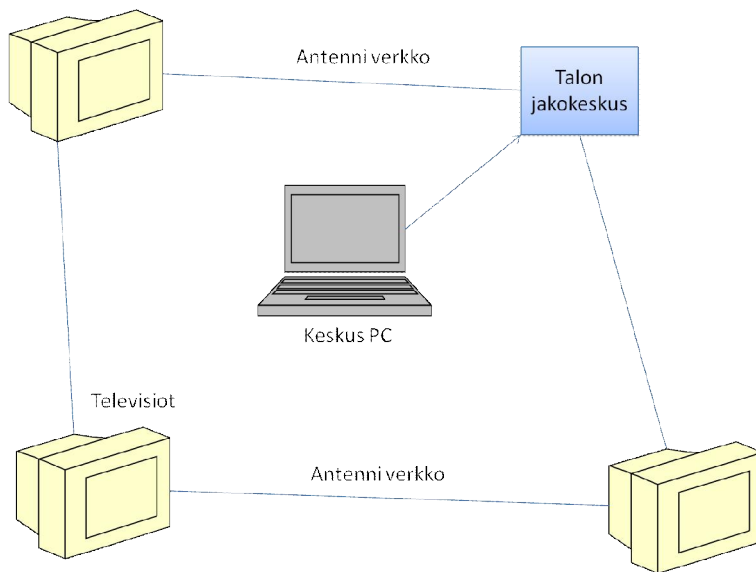 Antenni verkko
Talon
jakokeskus
Keskus PC
Televisiot
Antenni verkko